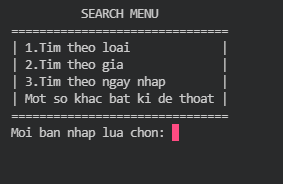 SEARCH MENU
==============================
| 1.Tim theo loai            |
| 2.Tim theo gia             |
| 3.Tim theo ngay nhap       |
| Mot so khac bat ki de thoat |
==============================
Moi ban nhap lua chon: